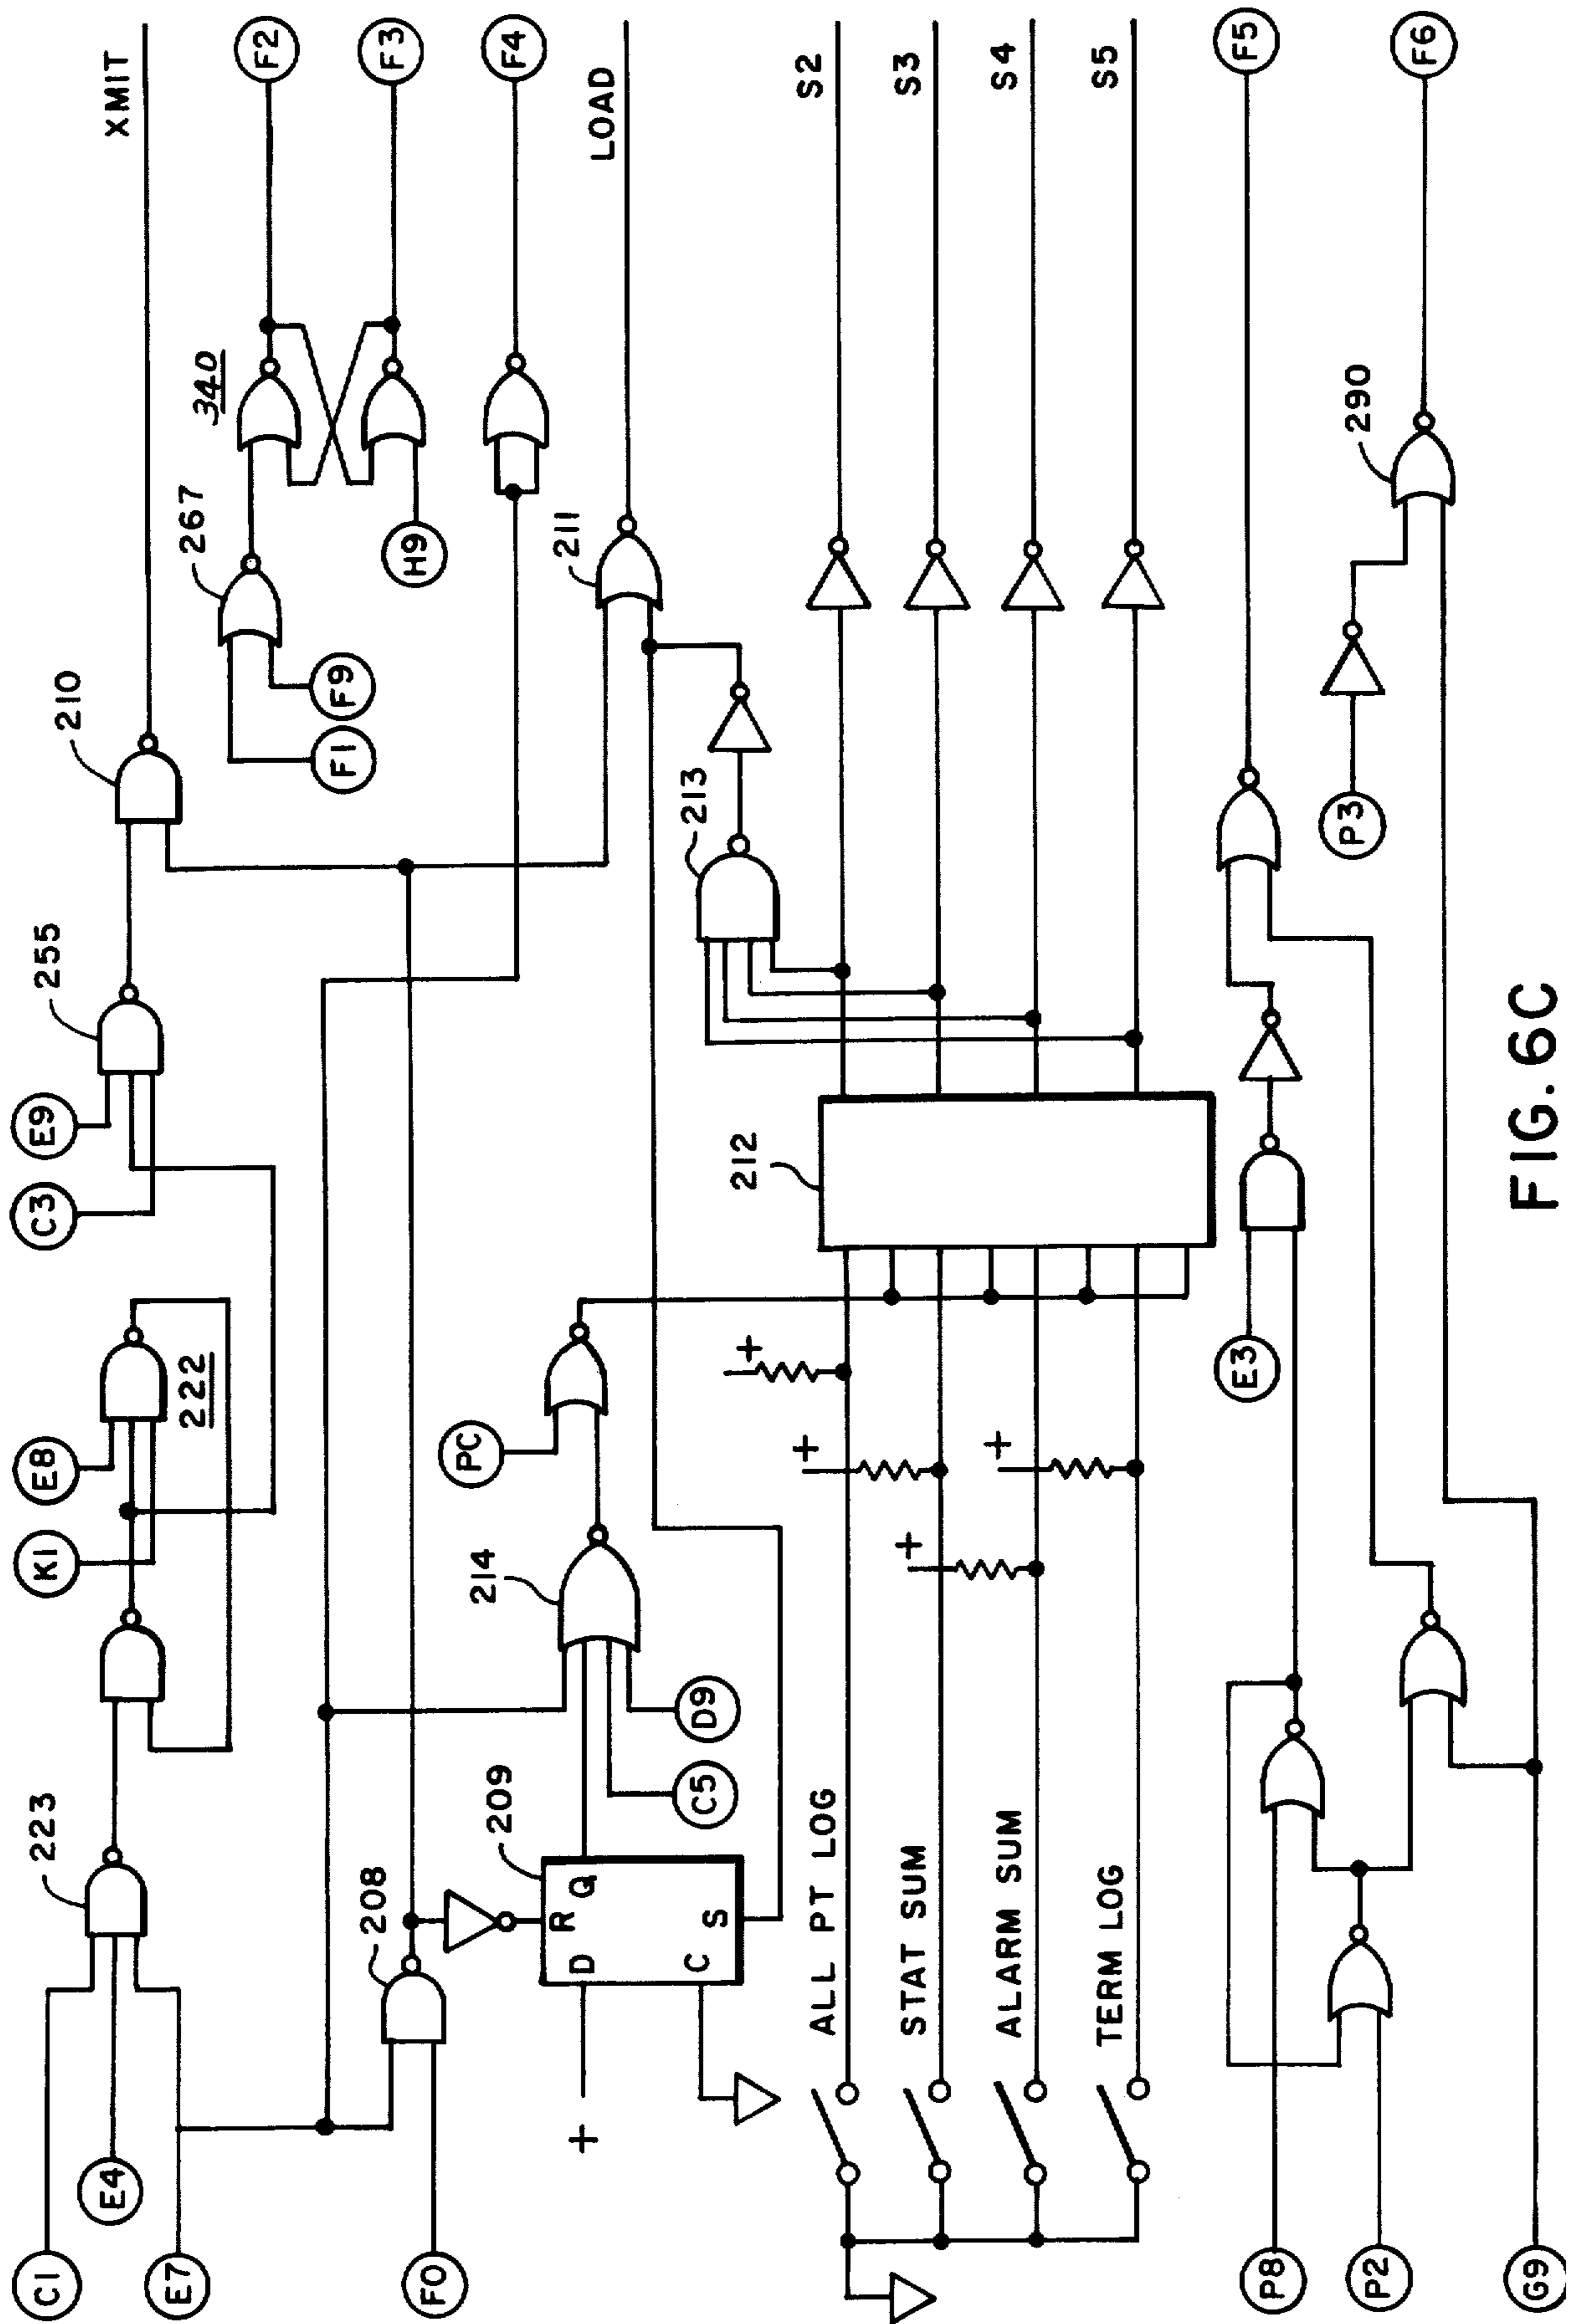 XMIT
F2
F3
F4
LOAD
S2
S3
S4
S5
F5
F6
340
267
H9
F9
F1
211
210
290
213
P3
255
E9
C3
212
E8
222
K1
PC
E3
+
+
+
+
214
D9
C5
223
209
208
R
Q
D
S
C
+
ALL PT LOG
STAT SUM
ALARM SUM
TERM LOG
C1
E4
E7
F0
P8
P2
G9
FIG. 6C